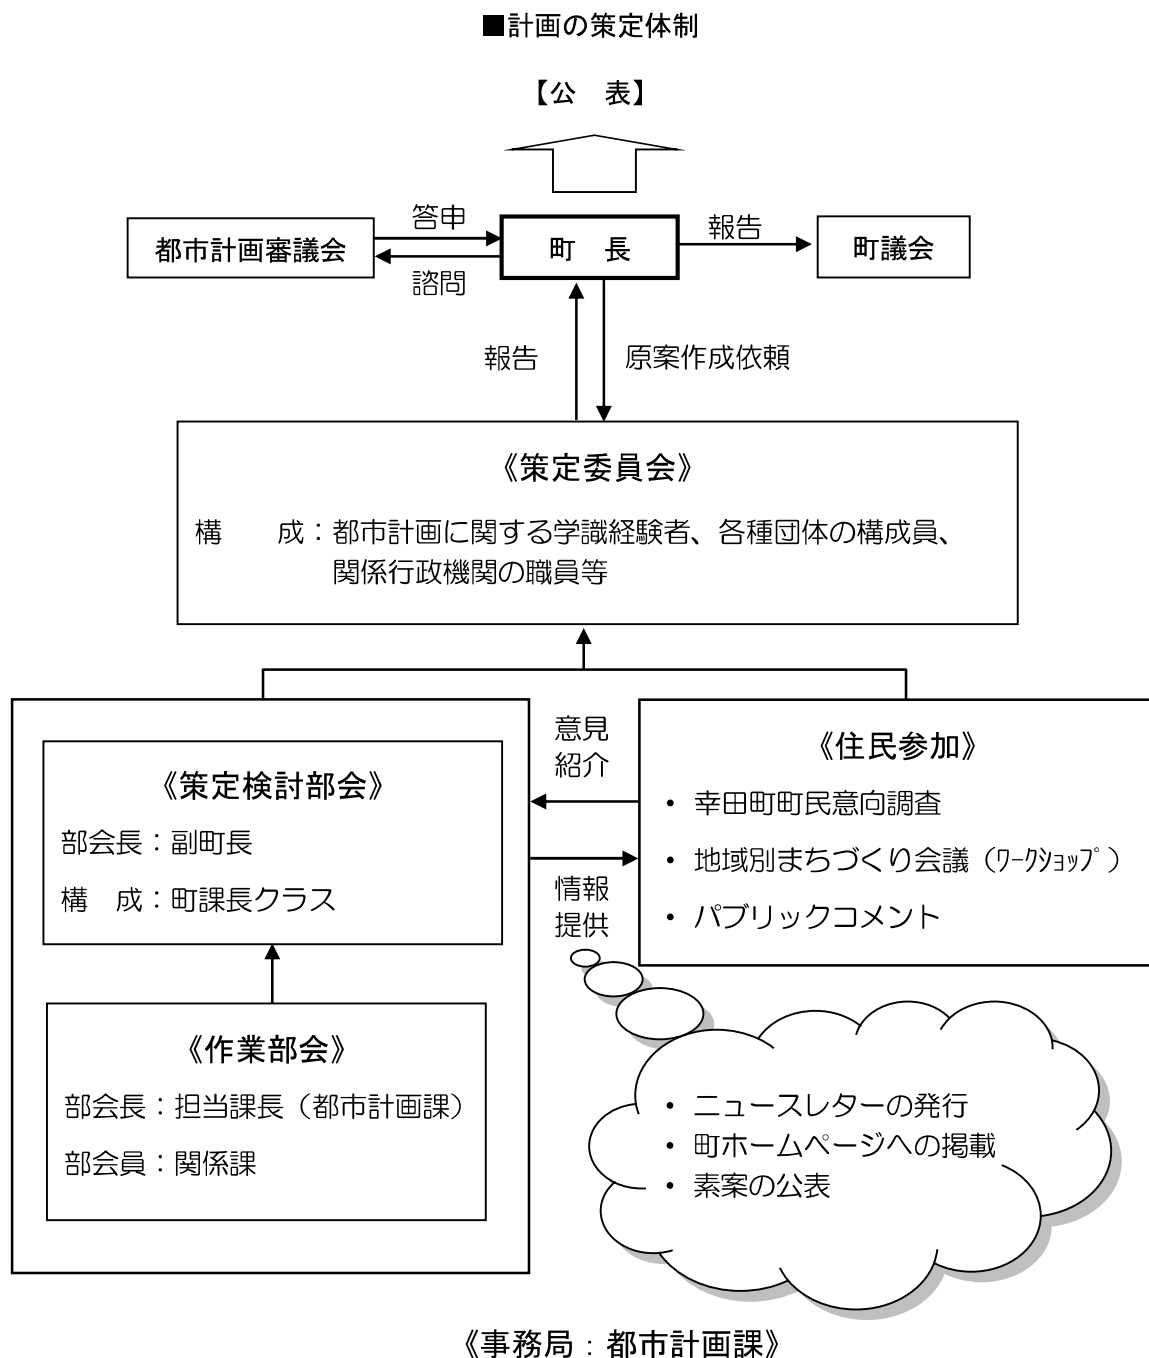 ■計画の策定体制
【公　表】
答申
都市計画審議会
町　長
報告
町議会
諮問
報告
原案作成依頼
《策定委員会》
構　　成：都市計画に関する学識経験者、各種団体の構成員、
関係行政機関の職員等
意見
紹介
《策定検討部会》
部会長：副町長
構　成：町課長クラス
《住民参加》
・ 幸田町町民意向調査
・ 地域別まちづくり会議（ﾜｰｸｼｮｯﾌﾟ）
・ パブリックコメント
情報
提供
《作業部会》
部会長：担当課長（都市計画課）
部会員：関係課
・ ニュースレターの発行
・ 町ホームページへの掲載
・ 素案の公表
《事務局：都市計画課》